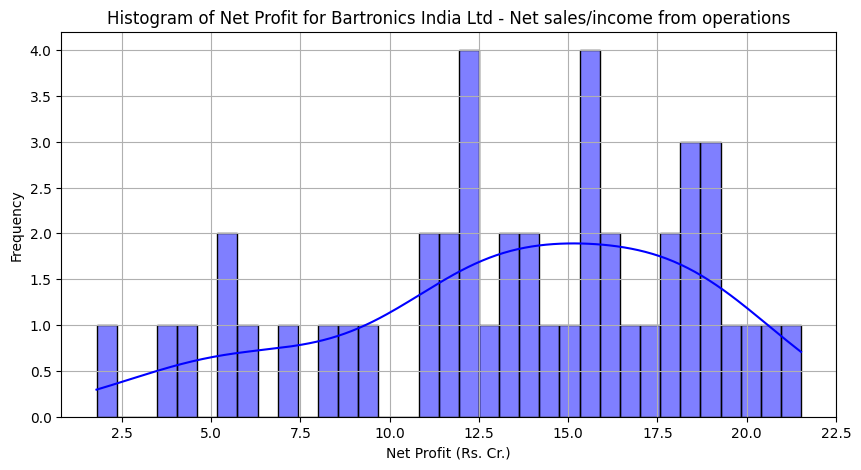 Histogram of Net Profit for Bartronics India Ltd - Net sales/income from operations
4.0
3.5
3.0
2.5
2.0
1.5
1.0
0.5
0.0
Frequency
2.5 5.0 7.5 10.0 12.5 15.0 17.5 20.0 22.5
Net Profit (Rs. Cr.)